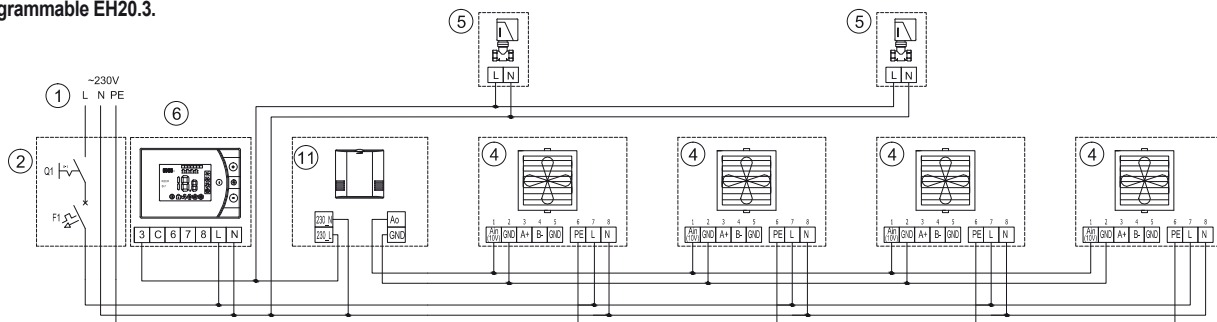 grammable EH20.3.
5
5
~230V
1 L N PE
6
2
Q1
F1
11
4
4
4
4
3 C 6 7 8 L N
L N
L N
230_N
230_L
Ao
GND
1 2 3 4 5 6 7 8
Ain (10V) GND A+ B- GND PE L N
1 2 3 4 5 6 7 8
Ain (10V) GND A+ B- GND PE L N
1 2 3 4 5 6 7 8
Ain (10V) GND A+ B- GND PE L N
1 2 3 4 5 6 7 8
Ain (10V) GND A+ B- GND PE L N